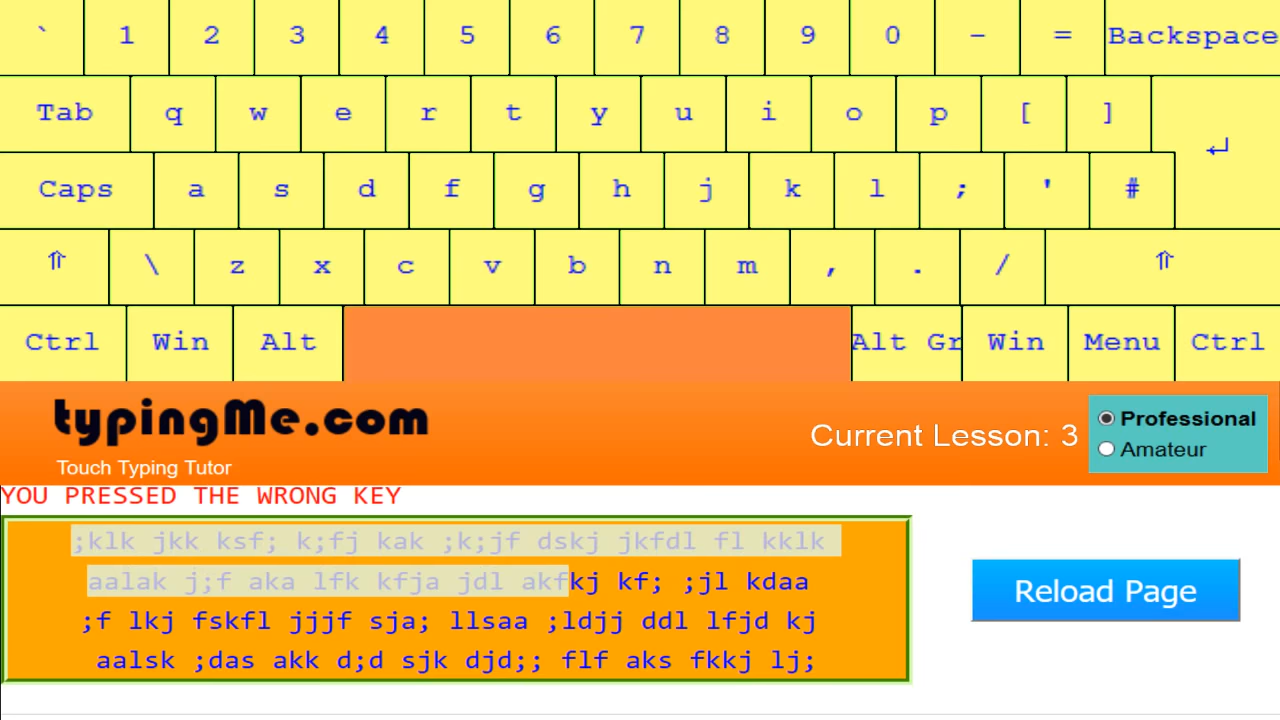 ` 1 2 3 4 5 6 7 8 9 0 - = Backspace
Tab q w e r t y u i o p [ ]
Caps a s d f g h j k l ; ' #
⇑ \ z x c v b n m , . / ⇑
Ctrl Win Alt Alt Gr Win Menu Ctrl
typingMe.com
Touch Typing Tutor
Current Lesson: 3
Professional
Amateur
YOU PRESSED THE WRONG KEY
;klk jkk ksf; k;fj kak ;k;jf dskj jkfdl fl kklk
aalak j;f aka lfk kfja jdl akfkj kf; ;jl kdaa
;f lkj fskfl jjjf sja; llsaa ;ldjj ddl lfjd kj
aalsk ;das akk d;d sjk djd;; flf aks fkkj lj;
Reload Page